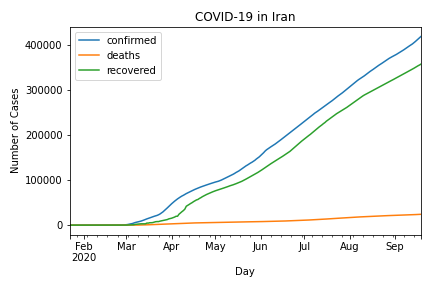 COVID-19 in Iran
confirmed
deaths
recovered
Number of Cases
400000
300000
200000
100000
0
Feb Mar Apr May Jun Jul Aug Sep
2020
Day